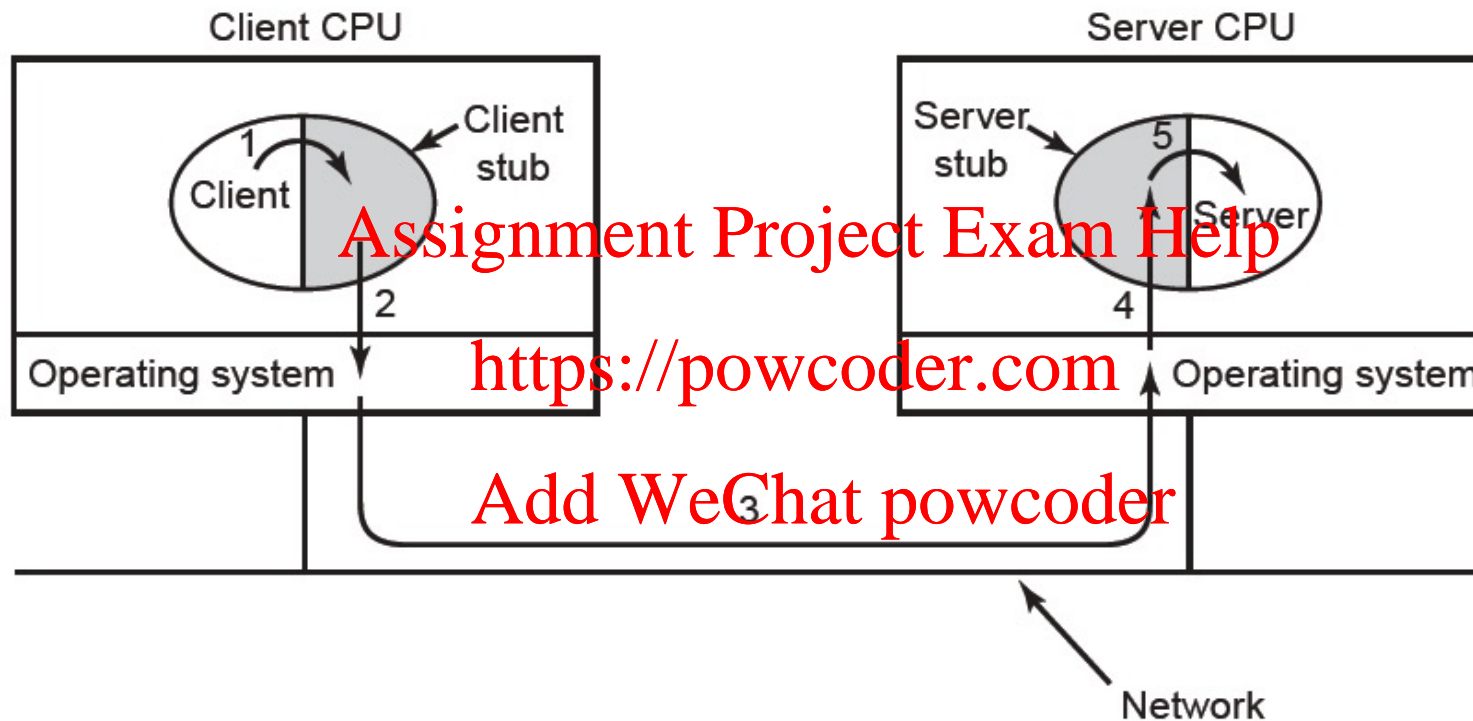 Client CPU
Server CPU
Client
stub
Server
stub
1
Client
5
Server
Assignment Project Exam Help
2
4
Operating system
https://powcoder.com
Operating system
Add WeChat powcoder
3
Network